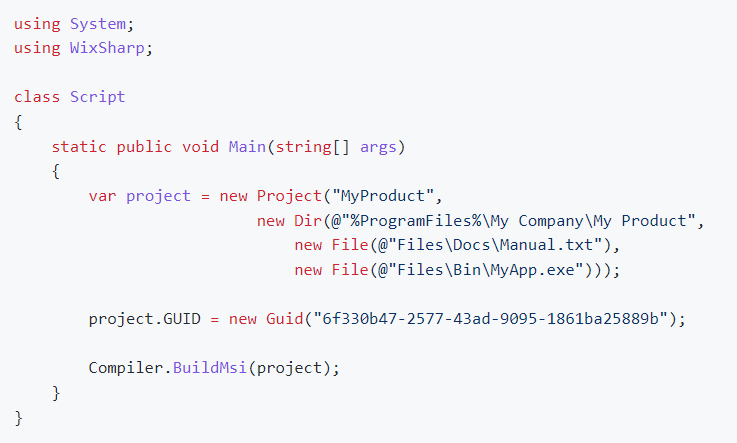 using System;
using WixSharp;

class Script
{
    static public void Main(string[] args)
    {
        var project = new Project("MyProduct",
                          new Dir(@"%ProgramFiles%\My Company\My Product",
                              new File(@"Files\Docs\Manual.txt"),
                              new File(@"Files\Bin\MyApp.exe")));

        project.GUID = new Guid("6f330b47-2577-43ad-9095-1861ba25889b");

        Compiler.BuildMsi(project);
    }
}